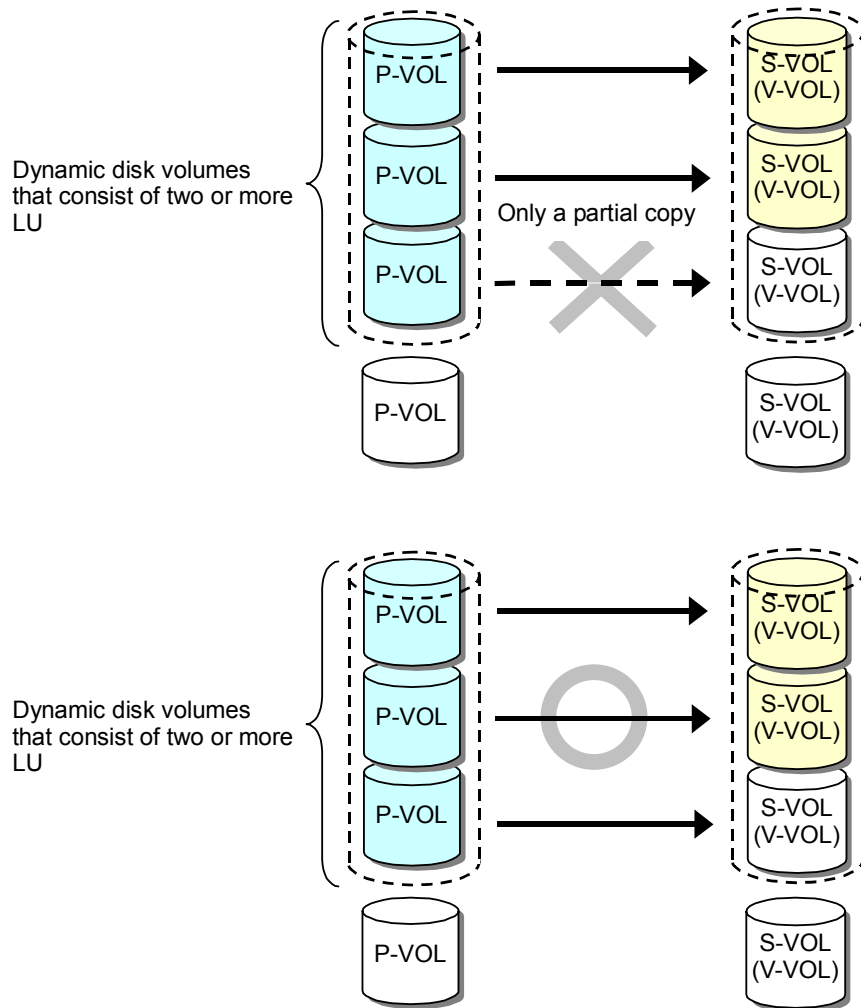 P-VOL
S-VOL
(V-VOL)
P-VOL
S-VOL
(V-VOL)
Dynamic disk volumes
that consist of two or more
LU
Only a partial copy
P-VOL
S-VOL
(V-VOL)
P-VOL
S-VOL
(V-VOL)
P-VOL
S-VOL
(V-VOL)
Dynamic disk volumes
that consist of two or more
LU
P-VOL
S-VOL
(V-VOL)
P-VOL
S-VOL
(V-VOL)
P-VOL
S-VOL
(V-VOL)